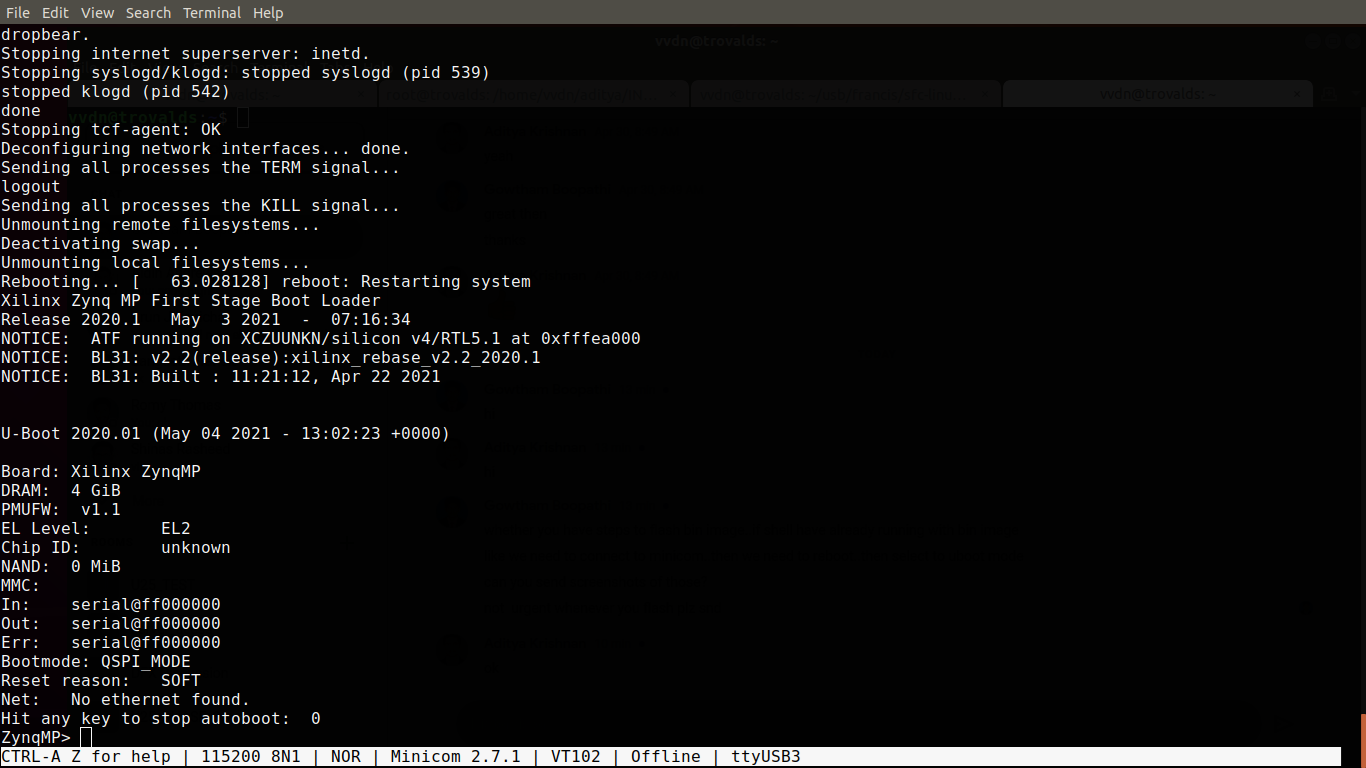 File Edit View Search Terminal Help
vvdn@trovalds: ~
dropbear.
Stopping internet superserver: inetd.
Stopping syslogd/klogd: stopped syslogd (pid 539)
stopped klogd (pid 542)
vvdn@trovalds: ~
done
vvdn@trovalds: $
Stopping tcf-agent: OK
Deconfiguring network interfaces... done.
Sending all processes the TERM signal...
logout
Sending all processes the KILL signal...
Unmounting remote filesystems...
Deactivating swap...
Unmounting local filesystems...
Rebooting... [   63.028128] reboot: Restarting system
Xilinx Zynq MP First Stage Boot Loader
Release 2020.1   May  3 2021  -  07:16:34
NOTICE:  ATF running on XCZUUNKN/silicon v4/RTL5.1 at 0xfffea000
NOTICE:  BL31: v2.2(release):xilinx_rebase_v2.2_2020.1
NOTICE:  BL31: Built : 11:21:12, Apr 22 2021
U-Boot 2020.01 (May 04 2021 - 13:02:23 +0000)
Board: Xilinx ZynqMP
DRAM:  4 GiB
PMUFW:  v1.1
EL Level:       EL2
Chip ID:        unknown
NAND:  0 MiB
MMC:
In:    serial@ff000000
Out:   serial@ff000000
Err:   serial@ff000000
Bootmode: QSPI_MODE
Reset reason:   SOFT
Net:   No ethernet found.
Hit any key to stop autoboot:  0
ZynqMP>
CTRL-A Z for help | 115200 8N1 | NOR | Minicom 2.7.1 | VT102 | Offline | ttyUSB3